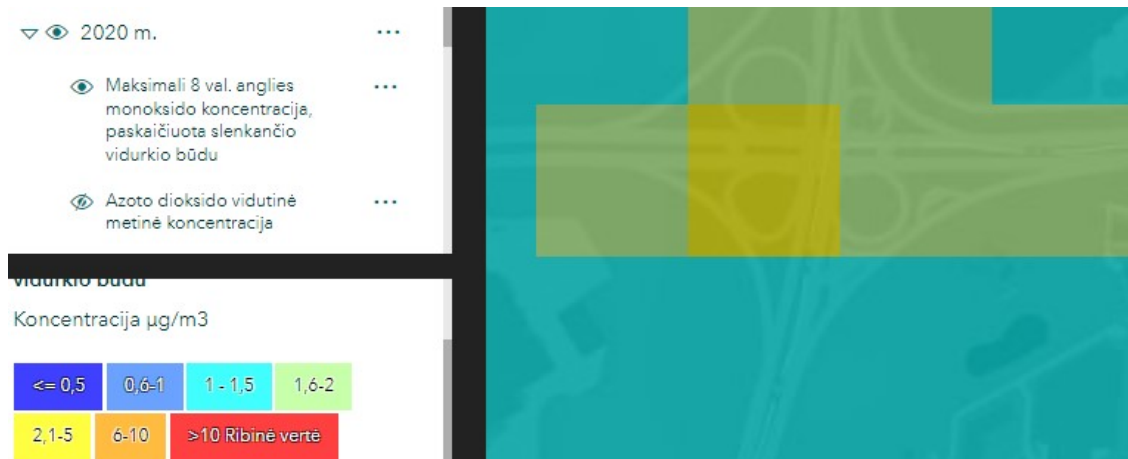 2020 m.
Maksimali 8 val. anglies
monoksido koncentracija,
paskaičiuota slenkančio
vidurkio būdu
Azoto dioksido vidutinė
metinė koncentracija
vidurkio būdu
Koncentracija µg/m3
<= 0,5 0,6-1 1 - 1,5 1,6-2
2,1-5 6-10 >10 Ribinė vertė